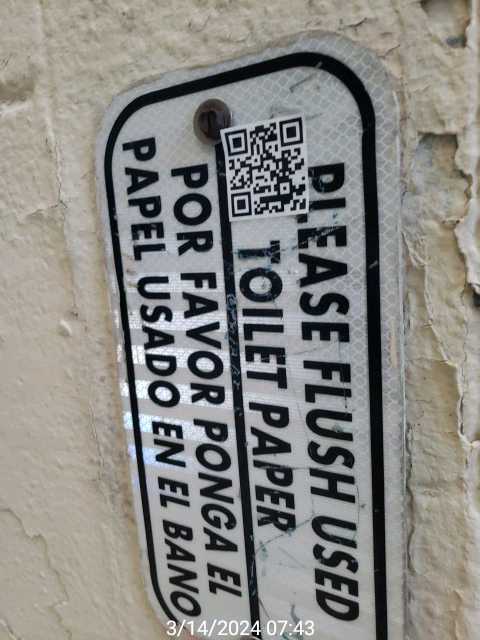 PLEASE FLUSH USED
TOILET PAPER
POR FAVOR PONGA EL
PAPEL USADO EN EL BANO
3/14/2024 07:43